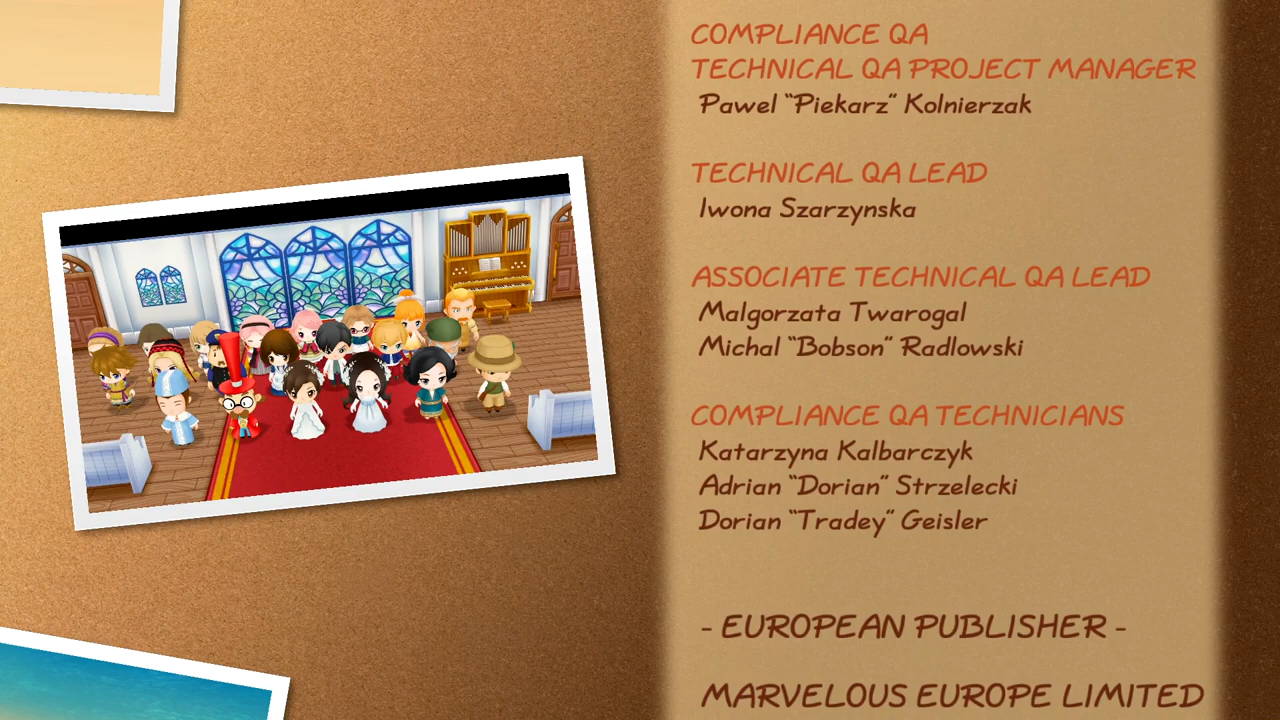 COMPLIANCE QA
TECHNICAL QA PROJECT MANAGER
Pawel "Piekarz" Kolnierzak
TECHNICAL QA LEAD
Iwona Szarzynska
ASSOCIATE TECHNICAL QA LEAD
Malgorzata Twarogal
Michal "Bobson" Radlowski
COMPLIANCE QA TECHNICIANS
Katarzyna Kalbarczyk
Adrian "Dorian" Strzelecki
Dorian "Tradey" Geisler
- EUROPEAN PUBLISHER -
MARVELOUS EUROPE LIMITED